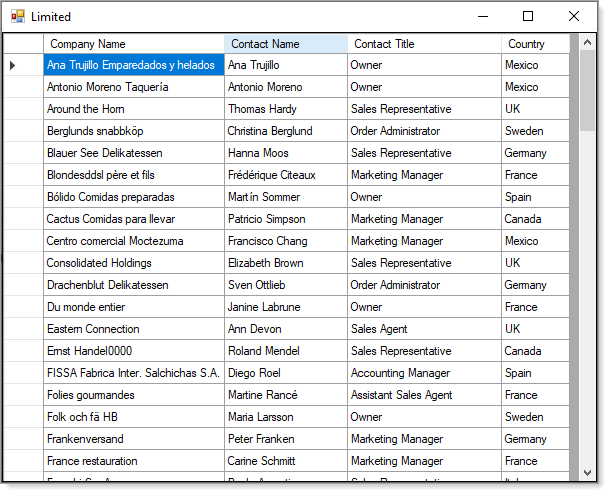 Limited
Company Name Contact Name Contact Title Country
Ana Trujillo Emparedados y helados Ana Trujillo Owner Mexico
Antonio Moreno Taquería Antonio Moreno Owner Mexico
Around the Horn Thomas Hardy Sales Representative UK
Berglunds snabbköp Christina Berglund Order Administrator Sweden
Blauer See Delikatessen Hanna Moos Sales Representative Germany
Blondesddsl père et fils Frédérique Citeaux Marketing Manager France
Bólido Comidas preparadas Martín Sommer Owner Spain
Cactus Comidas para llevar Patricio Simpson Marketing Manager Canada
Centro comercial Moctezuma Francisco Chang Marketing Manager Mexico
Consolidated Holdings Elizabeth Brown Sales Representative UK
Drachenblut Delikatessen Sven Ottlieb Order Administrator Germany
Du monde entier Janine Labrune Owner France
Eastern Connection Ann Devon Sales Agent UK
Ernst Handel0000 Roland Mendel Sales Representative Canada
FISSA Fabrica Inter. Salchichas S.A. Diego Roel Accounting Manager Spain
Folies gourmandes Martine Rancé Assistant Sales Agent France
Folk och fä HB Maria Larsson Owner Sweden
Frankenversand Peter Franken Marketing Manager Germany
France restauration Carine Schmitt Marketing Manager France